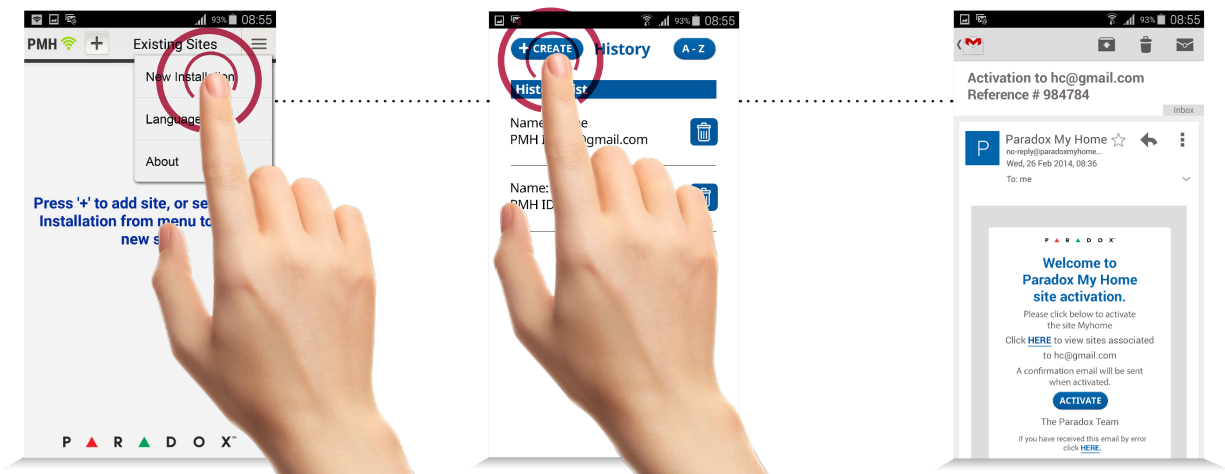 93% 08:55
PMH + Existing Sites
New Installation
Language
About
Press '+' to add site, or se
Installation from menu to
new s
P A R A D O X™
93% 08:55
+ CREATE History A - Z
Hist ist
Name: e
PMH I gmail.com
Name:
PMH ID
93% 08:55
Activation to hc@gmail.com
Reference # 984784
Inbox
P
Paradox My Home
no-reply@paradoxmyhome...
Wed, 26 Feb 2014, 08:36
To: me
P A R A D O X™
Welcome to
Paradox My Home
site activation.
Please click below to activate
the site Myhome
Click HERE to view sites associated
to hc@gmail.com
A confirmation email will be sent
when activated.
ACTIVATE
The Paradox Team
If you have received this email by error
click HERE.